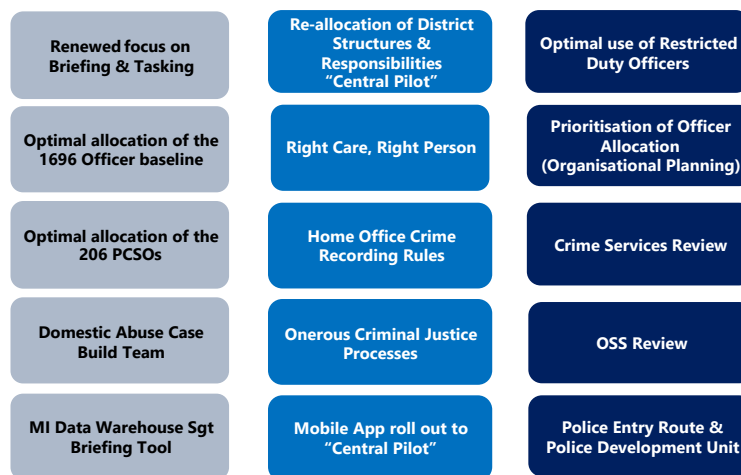 Renewed focus on
Briefing & Tasking
Re-allocation of District
Structures &
Responsibilities
“Central Pilot”
Optimal use of Restricted
Duty Officers
Optimal allocation of the
1696 Officer baseline
Right Care, Right Person
Prioritisation of Officer
Allocation
(Organisational Planning)
Optimal allocation of the
206 PCSOs
Home Office Crime
Recording Rules
Crime Services Review
Domestic Abuse Case
Build Team
Onerous Criminal Justice
Processes
OSS Review
MI Data Warehouse Sgt
Briefing Tool
Mobile App roll out to
“Central Pilot”
Police Entry Route &
Police Development Unit